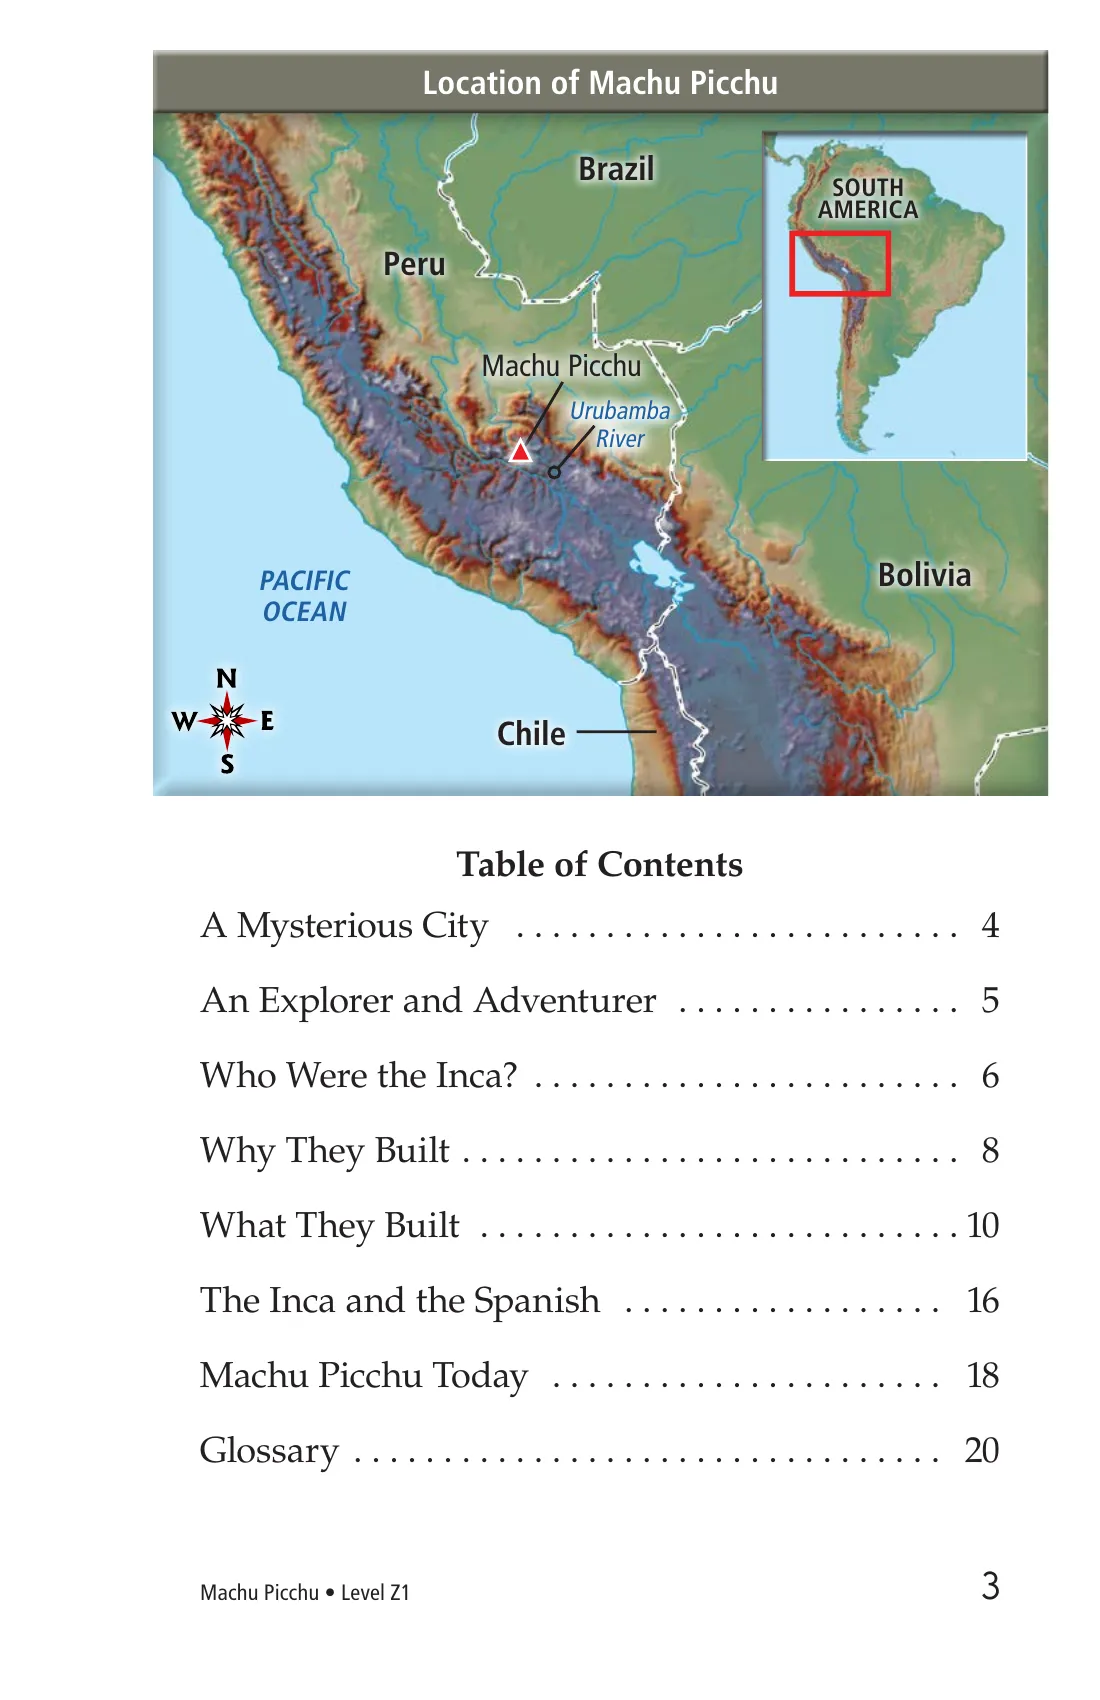 Location of Machu Picchu
Brazil
SOUTH
AMERICA
Peru
Machu Picchu
Urubamba
River
PACIFIC
OCEAN
Bolivia
N
W E
S
Chile
Table of Contents
A Mysterious City . . . . . . . . . . . . . . . . . . . . . . . . . 4
An Explorer and Adventurer . . . . . . . . . . . . . . . . 5
Who Were the Inca? . . . . . . . . . . . . . . . . . . . . . . . . 6
Why They Built . . . . . . . . . . . . . . . . . . . . . . . . . . . . 8
What They Built . . . . . . . . . . . . . . . . . . . . . . . . . . . 10
The Inca and the Spanish . . . . . . . . . . . . . . . . . . 16
Machu Picchu Today . . . . . . . . . . . . . . . . . . . . . . 18
Glossary . . . . . . . . . . . . . . . . . . . . . . . . . . . . . . . . . 20
Machu Picchu • Level Z1 3